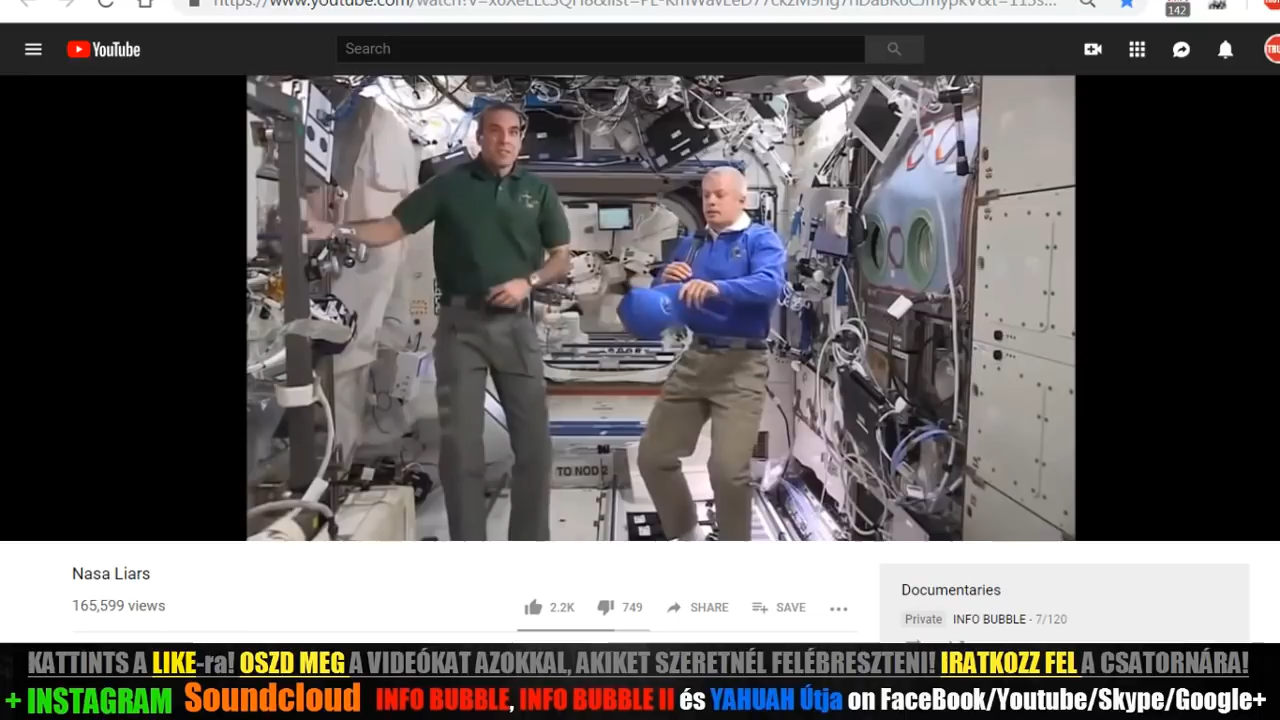 142
YouTube
Search
TO NOD 2
Nasa Liars
165,599 views
2.2K
749
SHARE
SAVE
Documentaries
Private INFO BUBBLE - 7/120
KATTINTS A LIKE-ra! OSZD MEG A VIDEÓKAT AZOKKAL, AKIKET SZERETNÉL FELÉBRESZTENI! IRATKOZZ FEL A CSATORNÁRA!
+ INSTAGRAM Soundcloud INFO BUBBLE, INFO BUBBLE II és YAHUAH Útja on FaceBook/Youtube/Skype/Google+